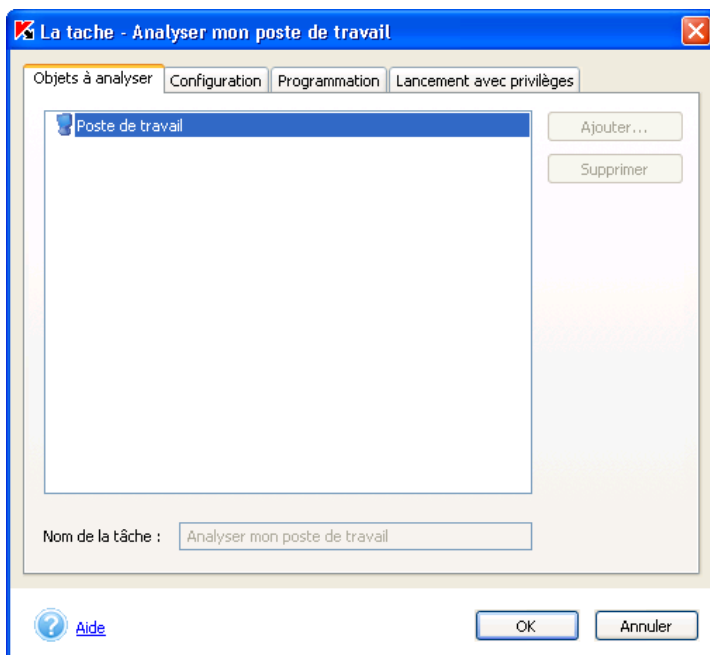 La tache - Analyser mon poste de travail
Objets à analyser Configuration Programmation Lancement avec privilèges
Poste de travail
Ajouter...
Supprimer
Nom de la tâche : Analyser mon poste de travail
Aide OK Annuler